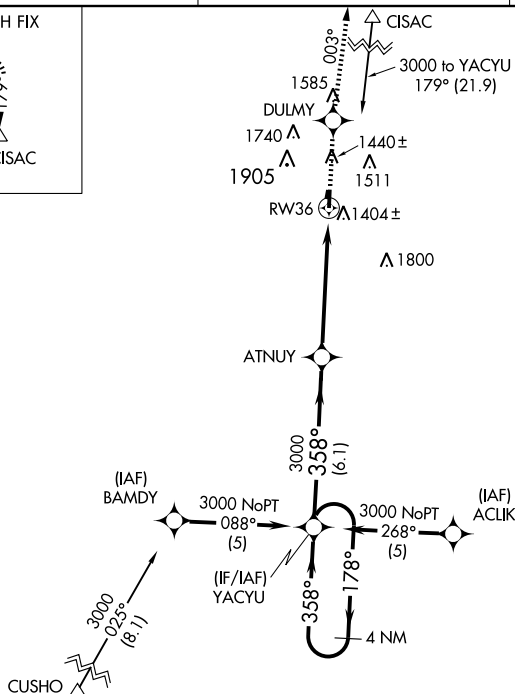 H FIX
179°
CISAC
CISAC
003°
3000 to YACYU
179° (21.9)
1585
DULMY
1740
1440 ±
1905
1511
RW36
1404 ±
1800
ATNUY
3000
358°
(6.1)
(IAF)
BAMDY
3000 NoPT
088°
(5)
3000 NoPT
268°
(5)
(IAF)
ACLIK
(IF/IAF)
YACYU
358°
178°
4 NM
3000
025°
(8.1)
CUSHO